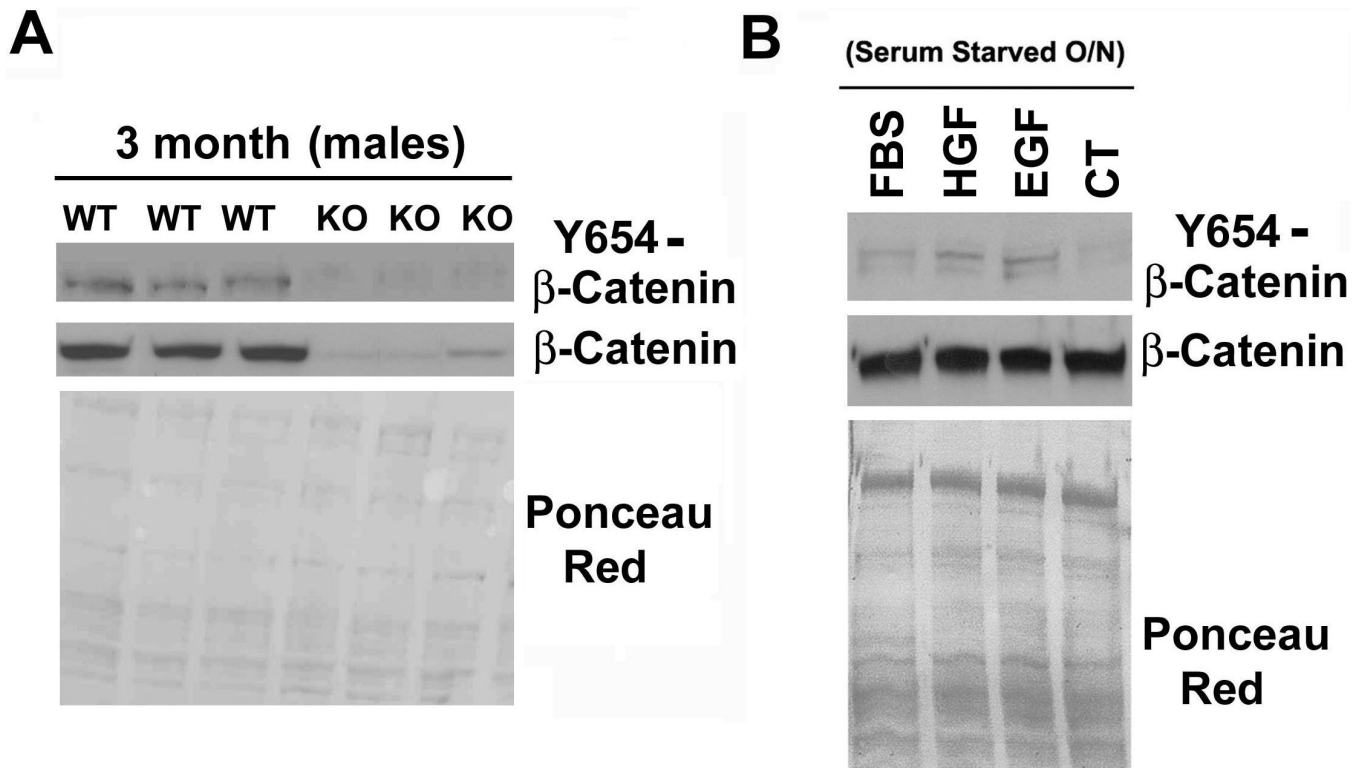 A
3 month (males)
WT WT WT KO KO KO
Y654-
β-Catenin
β-Catenin
Ponceau
Red
B
(Serum Starved O/N)
FBS HGF EGF CT
Y654-
β-Catenin
β-Catenin
Ponceau
Red